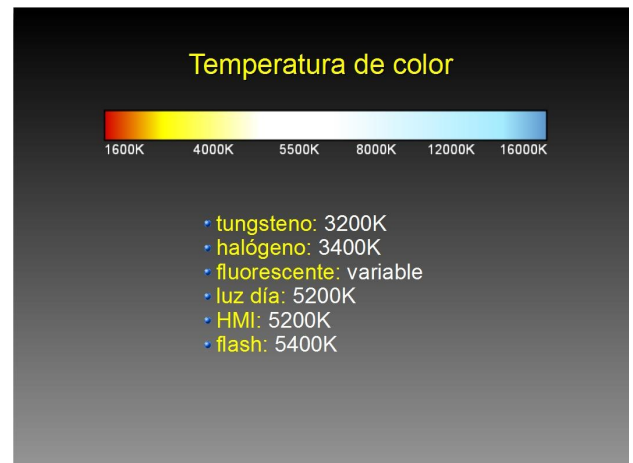 Temperatura de color
1600K 4000K 5500K 8000K 12000K 16000K
tungsteno: 3200K
halógeno: 3400K
fluorescente: variable
luz día: 5200K
HMI: 5200K
flash: 5400K